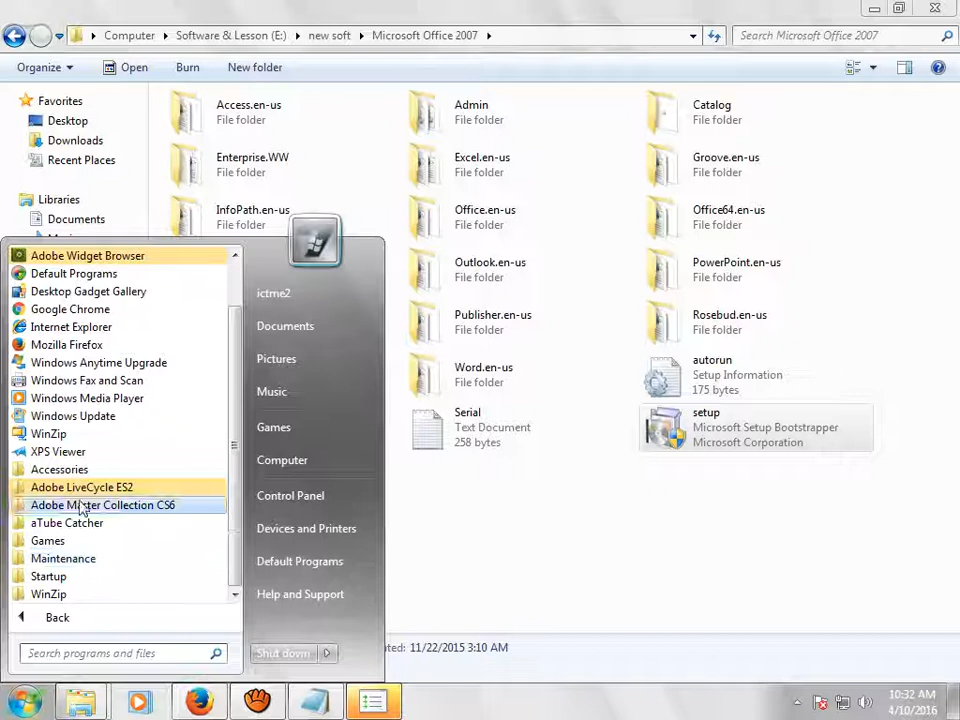 Computer ▸ Software & Lesson (E:) ▸ new soft ▸ Microsoft Office 2007 ▸
Search Microsoft Office 2007
Organize Open Burn New folder
Favorites
Desktop
Downloads
Recent Places
Libraries
Documents
Access.en-us
File folder
Admin
File folder
Catalog
File folder
Enterprise.WW
File folder
Excel.en-us
File folder
Groove.en-us
File folder
InfoPath.en-us
File folder
Office.en-us
File folder
Office64.en-us
File folder
Outlook.en-us
File folder
PowerPoint.en-us
File folder
Publisher.en-us
File folder
Rosebud.en-us
File folder
Word.en-us
File folder
autorun
Setup Information
175 bytes
Serial
Text Document
258 bytes
setup
Microsoft Setup Bootstrapper
Microsoft Corporation
11/22/2015 3:10 AM
Adobe Widget Browser
Default Programs
Desktop Gadget Gallery
Google Chrome
Internet Explorer
Mozilla Firefox
Windows Anytime Upgrade
Windows Fax and Scan
Windows Media Player
Windows Update
WinZip
XPS Viewer
Accessories
Adobe LiveCycle ES2
Adobe Master Collection CS6
aTube Catcher
Games
Maintenance
Startup
WinZip
Back
Search programs and files
ictme2
Documents
Pictures
Music
Games
Computer
Control Panel
Devices and Printers
Default Programs
Help and Support
Shut down
10:32 AM
4/10/2016